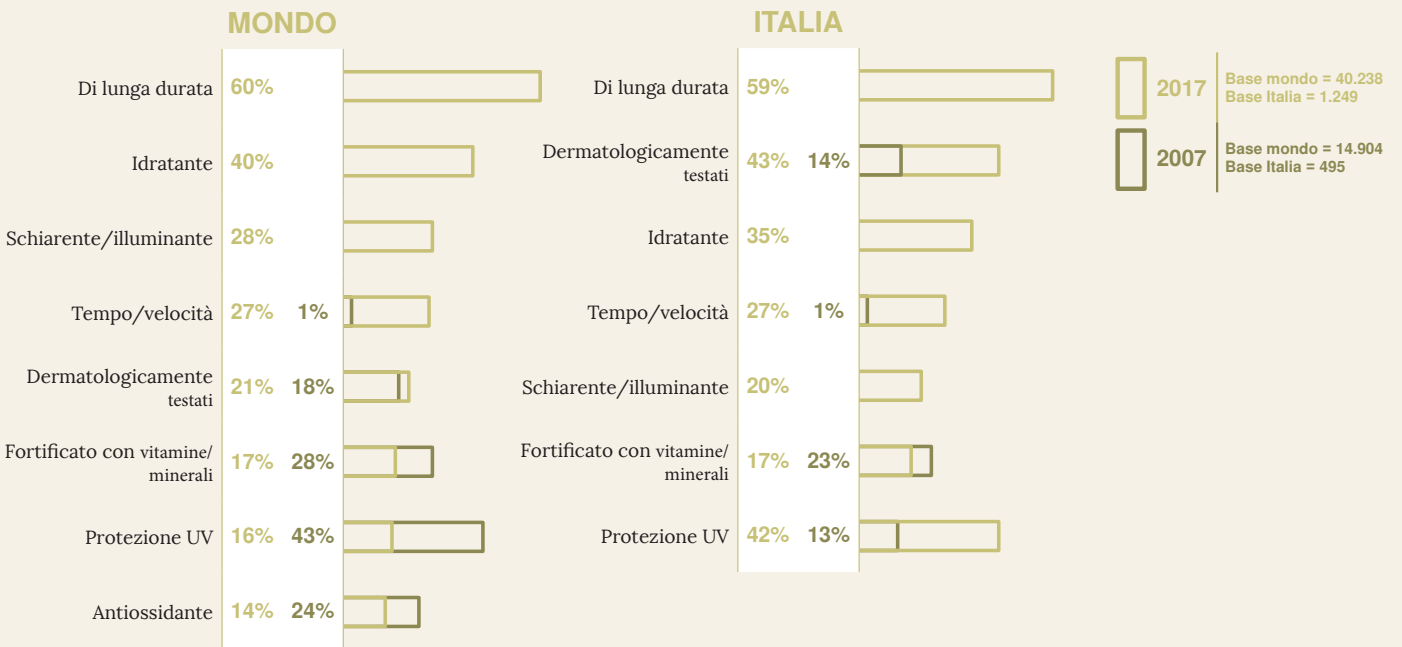 MONDO
Di lunga durata 60%
Idratante 40%
Schiarente/illuminante 28%
Tempo/velocità 27% 1%
Dermatologicamente
testati 21% 18%
Fortificato con vitamine/
minerali 17% 28%
Protezione UV 16% 43%
Antiossidante 14% 24%
ITALIA
Di lunga durata 59%
Dermatologicamente
testati 43% 14%
Idratante 35%
Tempo/velocità 27% 1%
Schiarente/illuminante 20%
Fortificato con vitamine/
minerali 17% 23%
Protezione UV 42% 13%
2017
Base mondo = 40.238
Base Italia = 1.249
2007
Base mondo = 14.904
Base Italia = 495